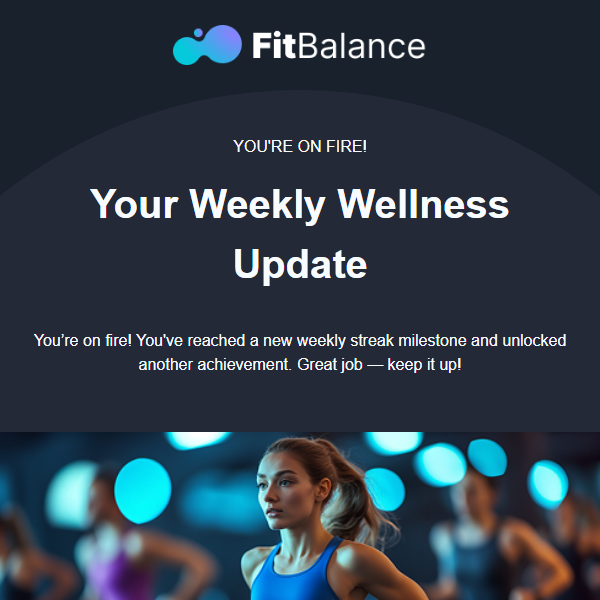 FitBalance
YOU'RE ON FIRE!
Your Weekly Wellness
Update
You’re on fire! You've reached a new weekly streak milestone and unlocked
another achievement. Great job — keep it up!